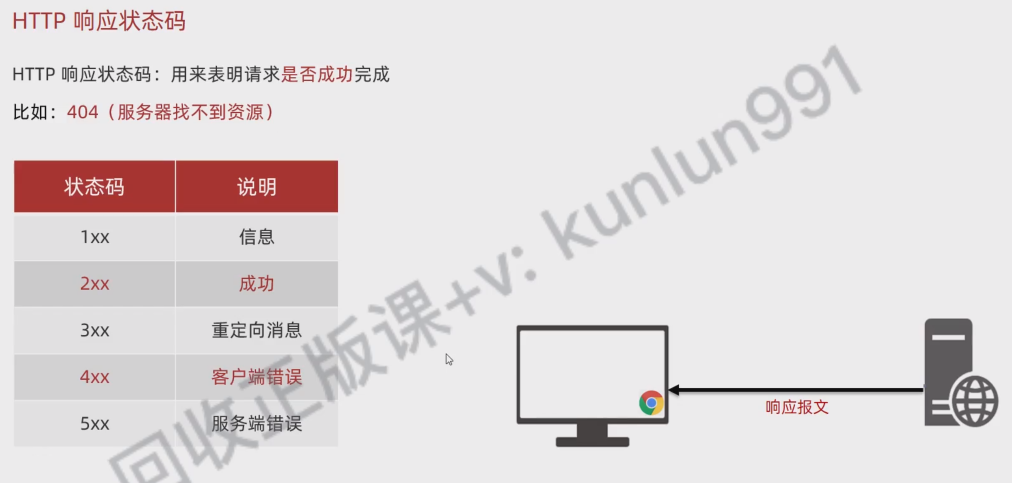 HTTP 响应状态码
HTTP 响应状态码：用来表明请求是否成功完成
比如：404（服务器找不到资源）
状态码 说明
1xx 信息
2xx 成功
3xx 重定向消息
4xx 客户端错误
5xx 服务端错误
响应报文
回收正版课+v: kunlun991